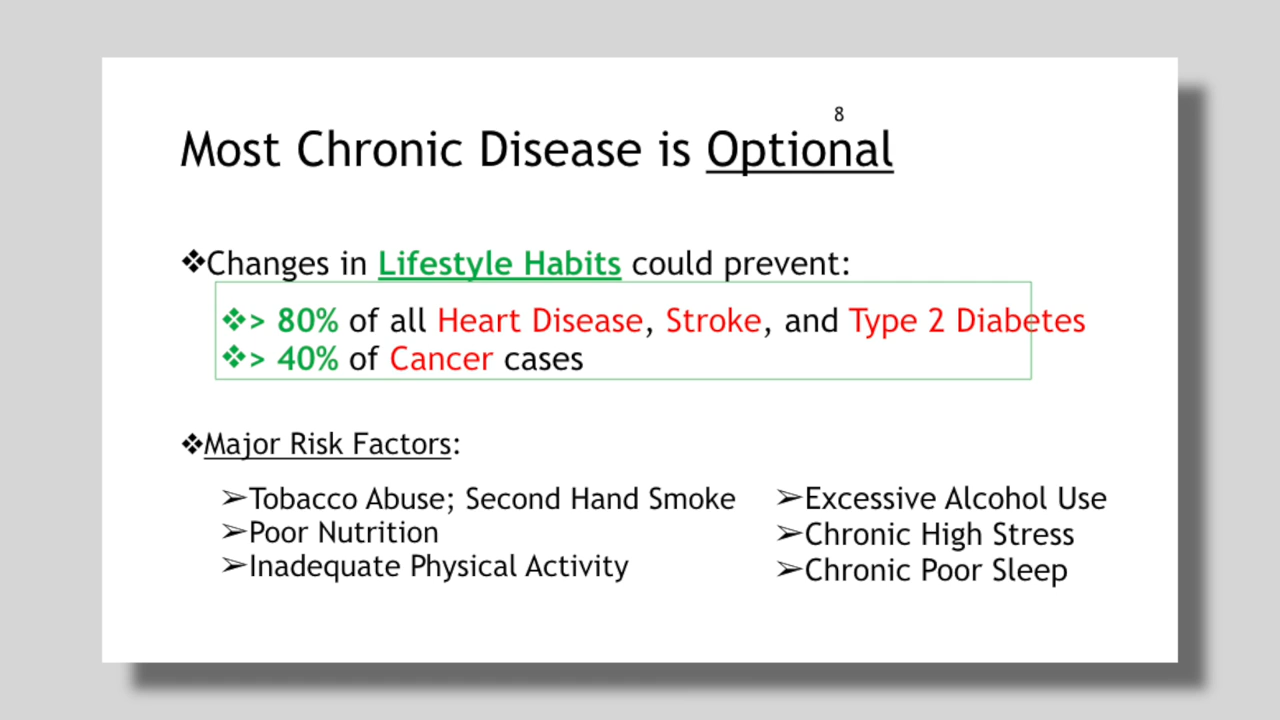 8
Most Chronic Disease is Optional
❖Changes in Lifestyle Habits could prevent:
❖> 80% of all Heart Disease, Stroke, and Type 2 Diabetes
❖> 40% of Cancer cases
❖Major Risk Factors:
➢Tobacco Abuse; Second Hand Smoke
➢Poor Nutrition
➢Inadequate Physical Activity
➢Excessive Alcohol Use
➢Chronic High Stress
➢Chronic Poor Sleep